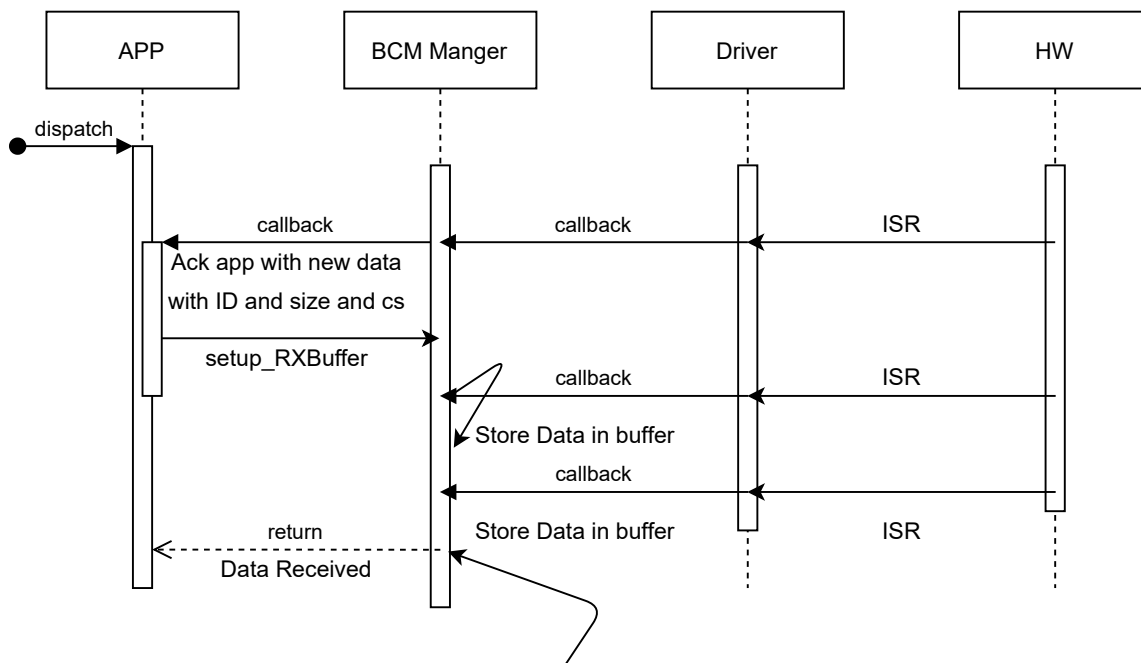 APP
BCM Manger
Driver
HW
dispatch
callback
callback
ISR
Ack app with new data
with ID and size and cs
setup_RXBuffer
callback
ISR
Store Data in buffer
callback
return
Store Data in buffer
ISR
Data Received